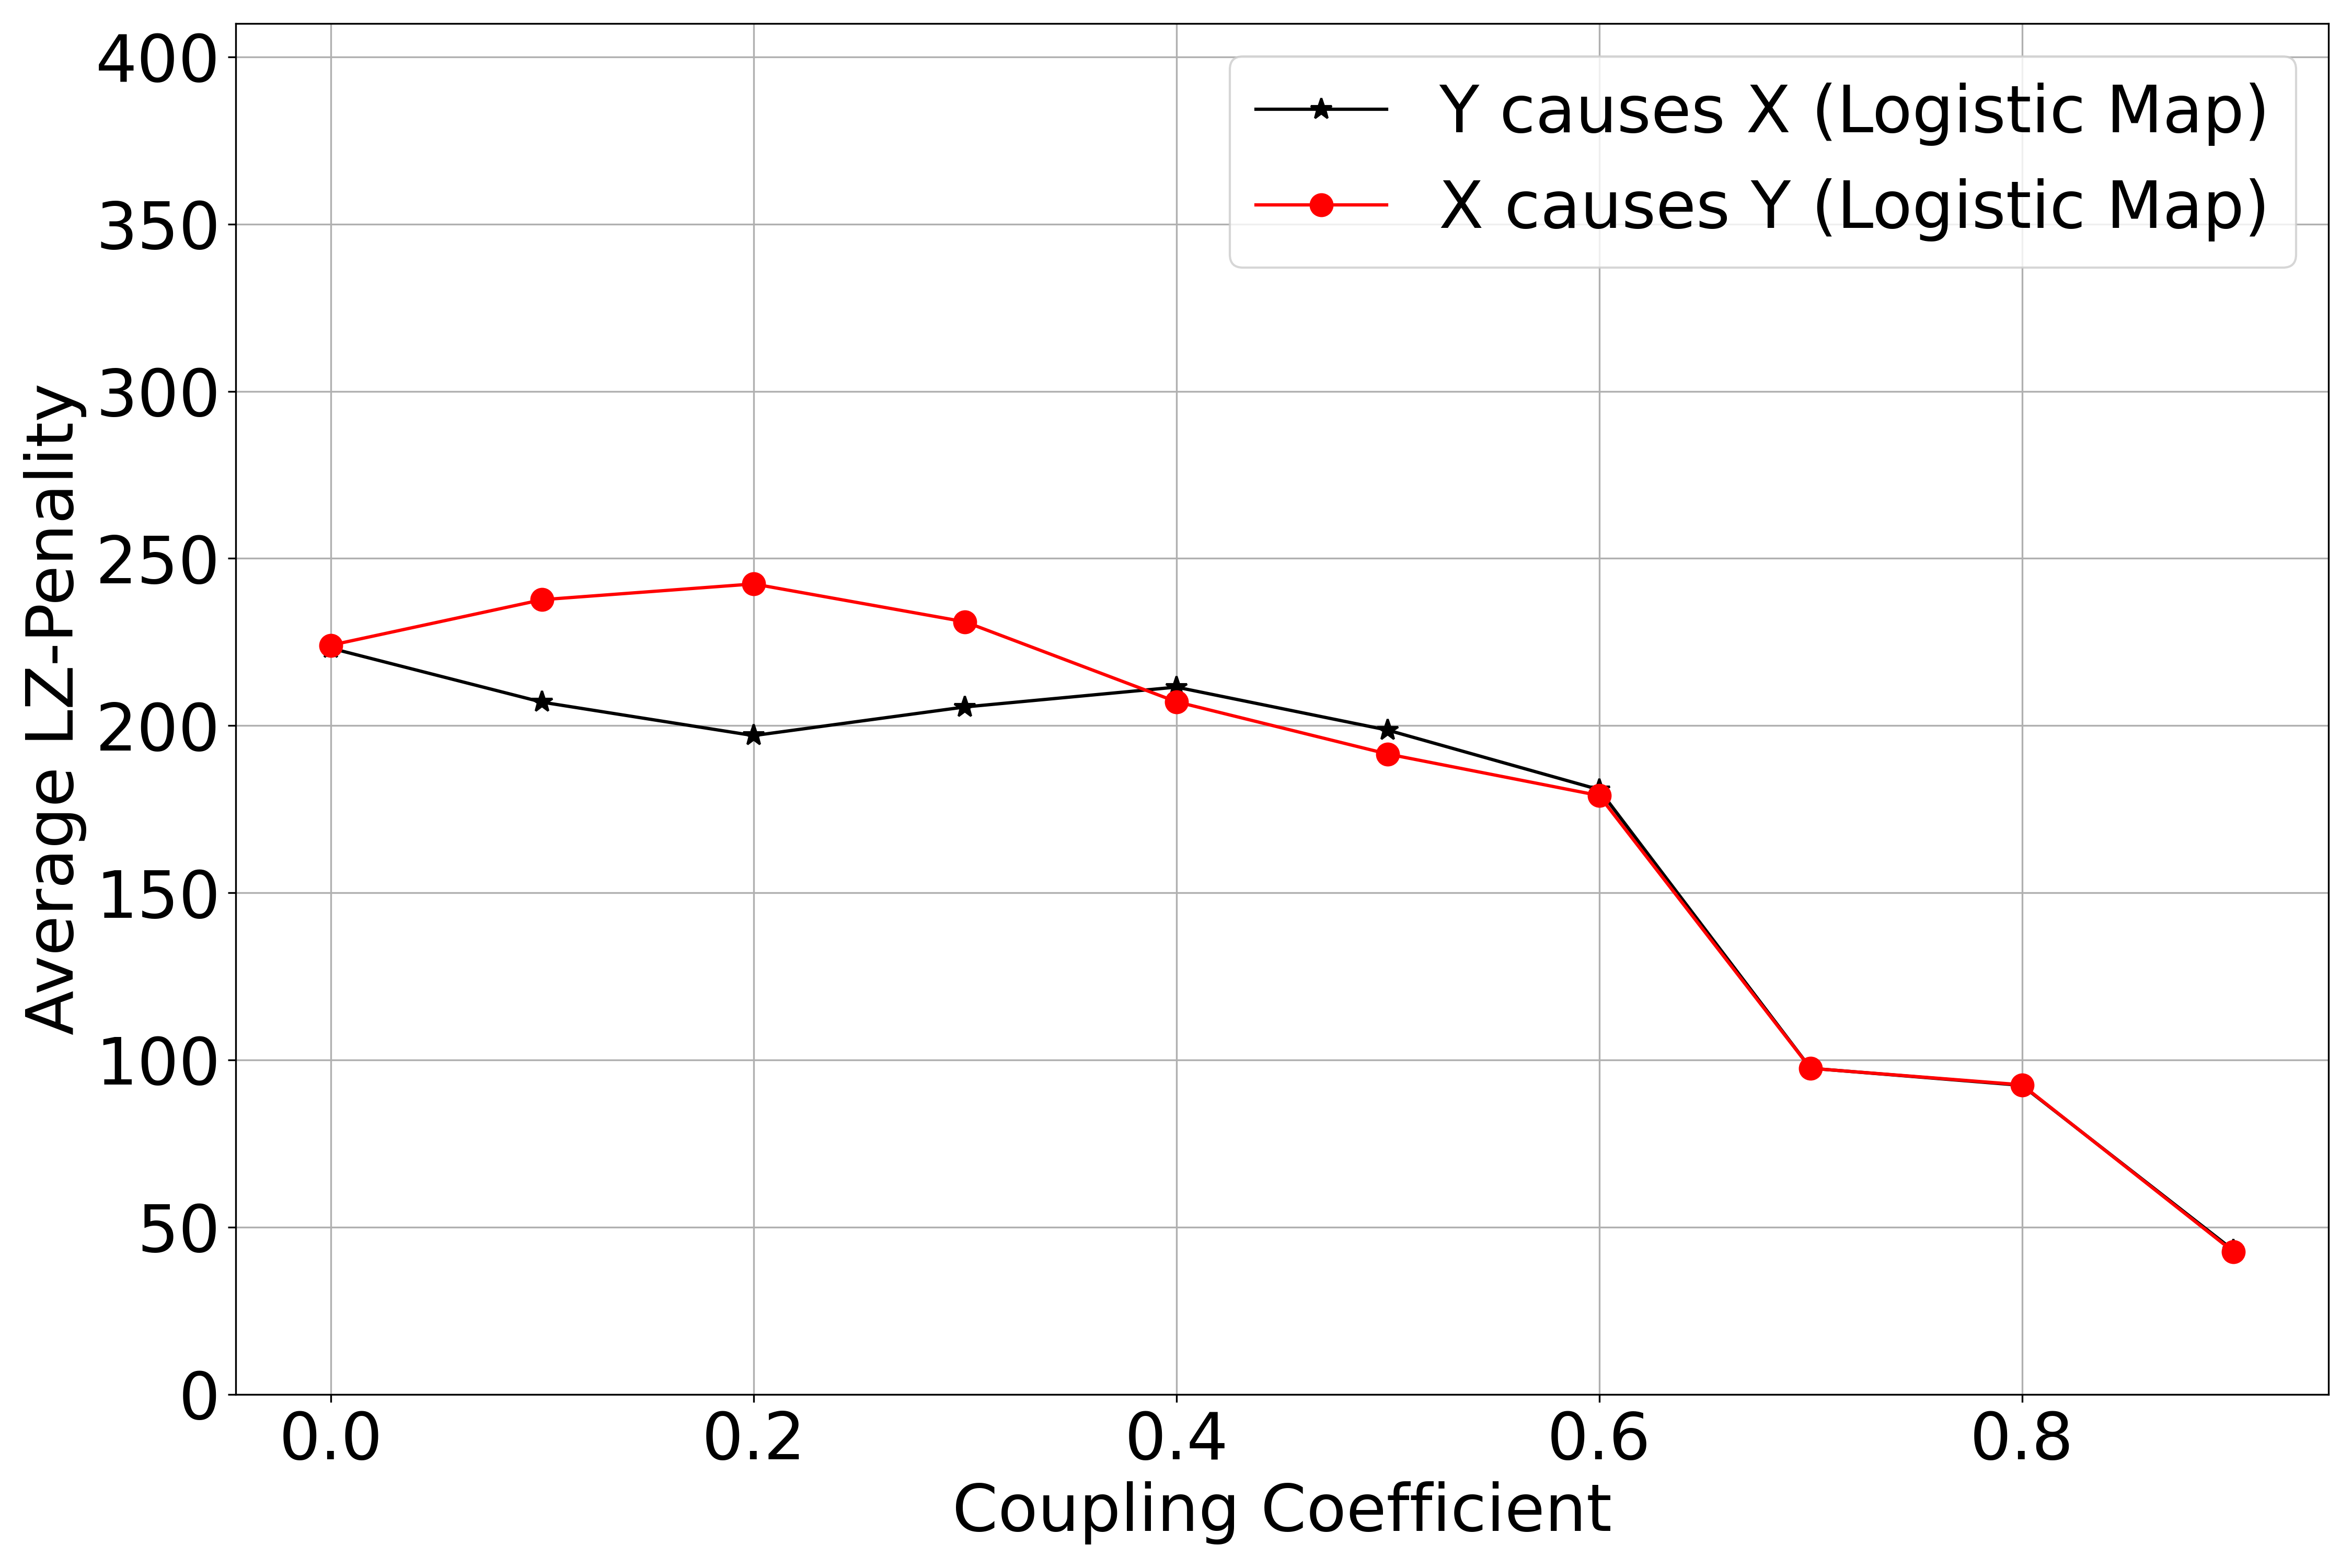 400
350
300
250
200
150
100
50
0
Average LZ-Penality
Y causes X (Logistic Map)
X causes Y (Logistic Map)
0.0 0.2 0.4 0.6 0.8
Coupling Coefficient